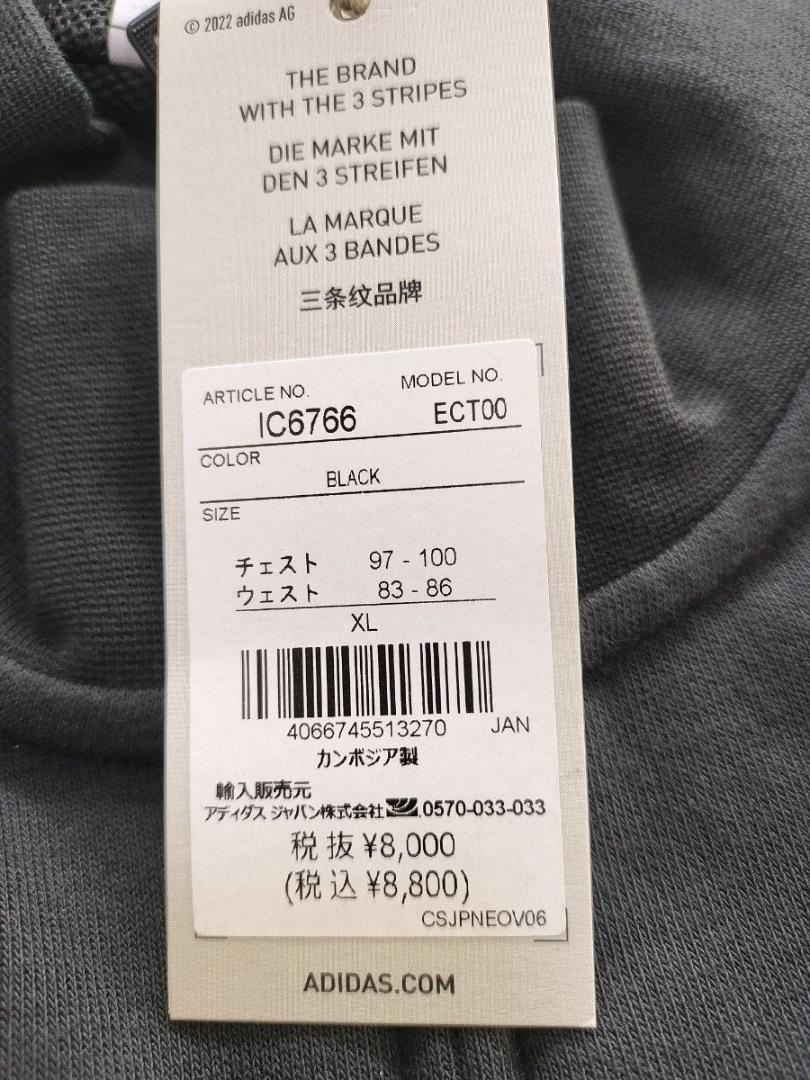 © 2022 adidas AG
THE BRAND
WITH THE 3 STRIPES
DIE MARKE MIT
DEN 3 STREIFEN
LA MARQUE
AUX 3 BANDES
三条纹品牌
ARTICLE NO. MODEL NO.
IC6766 ECT00
COLOR
BLACK
SIZE
チェスト 97 - 100
ウェスト 83 - 86
XL
4066745513270 JAN
カンボジア製
輸入販売元
アディダス ジャパン株式会社 .0570-033-033
税抜 ¥8,000
(税込 ¥8,800)
CSJPNEOV06
ADIDAS.COM